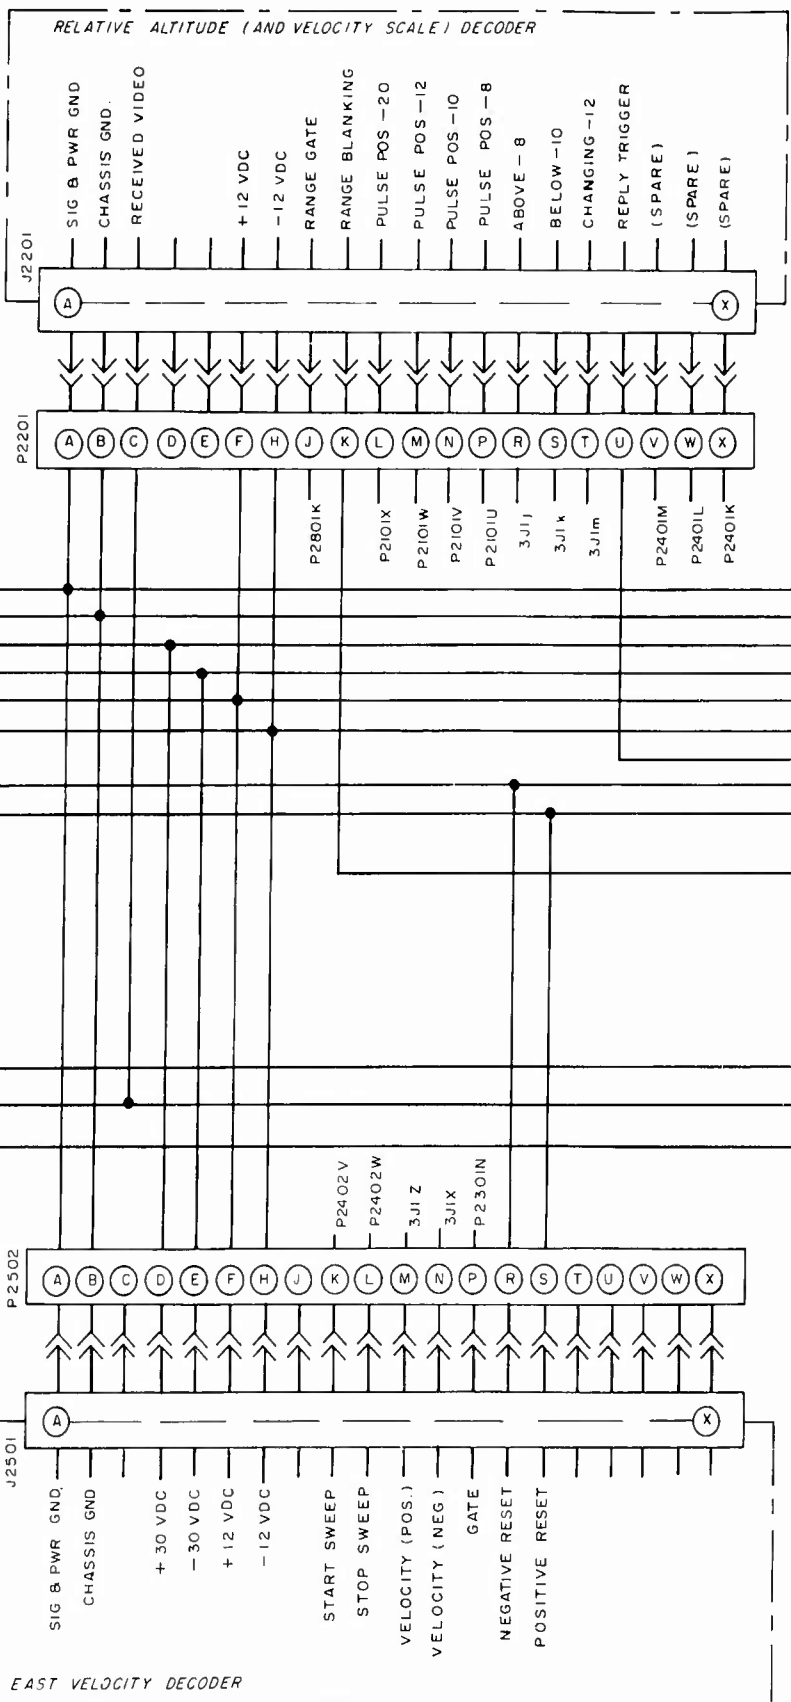 RELATIVE ALTITUDE (AND VELOCITY SCALE) DECODER
SIG & PWR GND
CHASSIS GND.
RECEIVED VIDEO
+12 VDC
-12 VDC
RANGE GATE
RANGE BLANKING
PULSE POS -20
PULSE POS -12
PULSE POS -10
PULSE POS -8
ABOVE -8
BELOW -10
CHANGING -12
REPLY TRIGGER
(SPARE)
(SPARE)
(SPARE)
J2201
A
X
P2201
A B C D E F H J K L M N P R S T U V W X
P2801K
P2101X
P2101W
P2101V
P2101U
3J1j
3J1k
3J1m
P2401M
P2401L
P2401K
P2402V
P2402W
3J1Z
3J1X
P2301N
P2502
A B C D E F H J K L M N P R S T U V W X
J2501
A
X
SIG & PWR GND.
CHASSIS GND
+30 VDC
-30 VDC
+12 VDC
-12 VDC
START SWEEP
STOP SWEEP
VELOCITY (POS.)
VELOCITY (NEG.)
GATE
NEGATIVE RESET
POSITIVE RESET
EAST VELOCITY DECODER